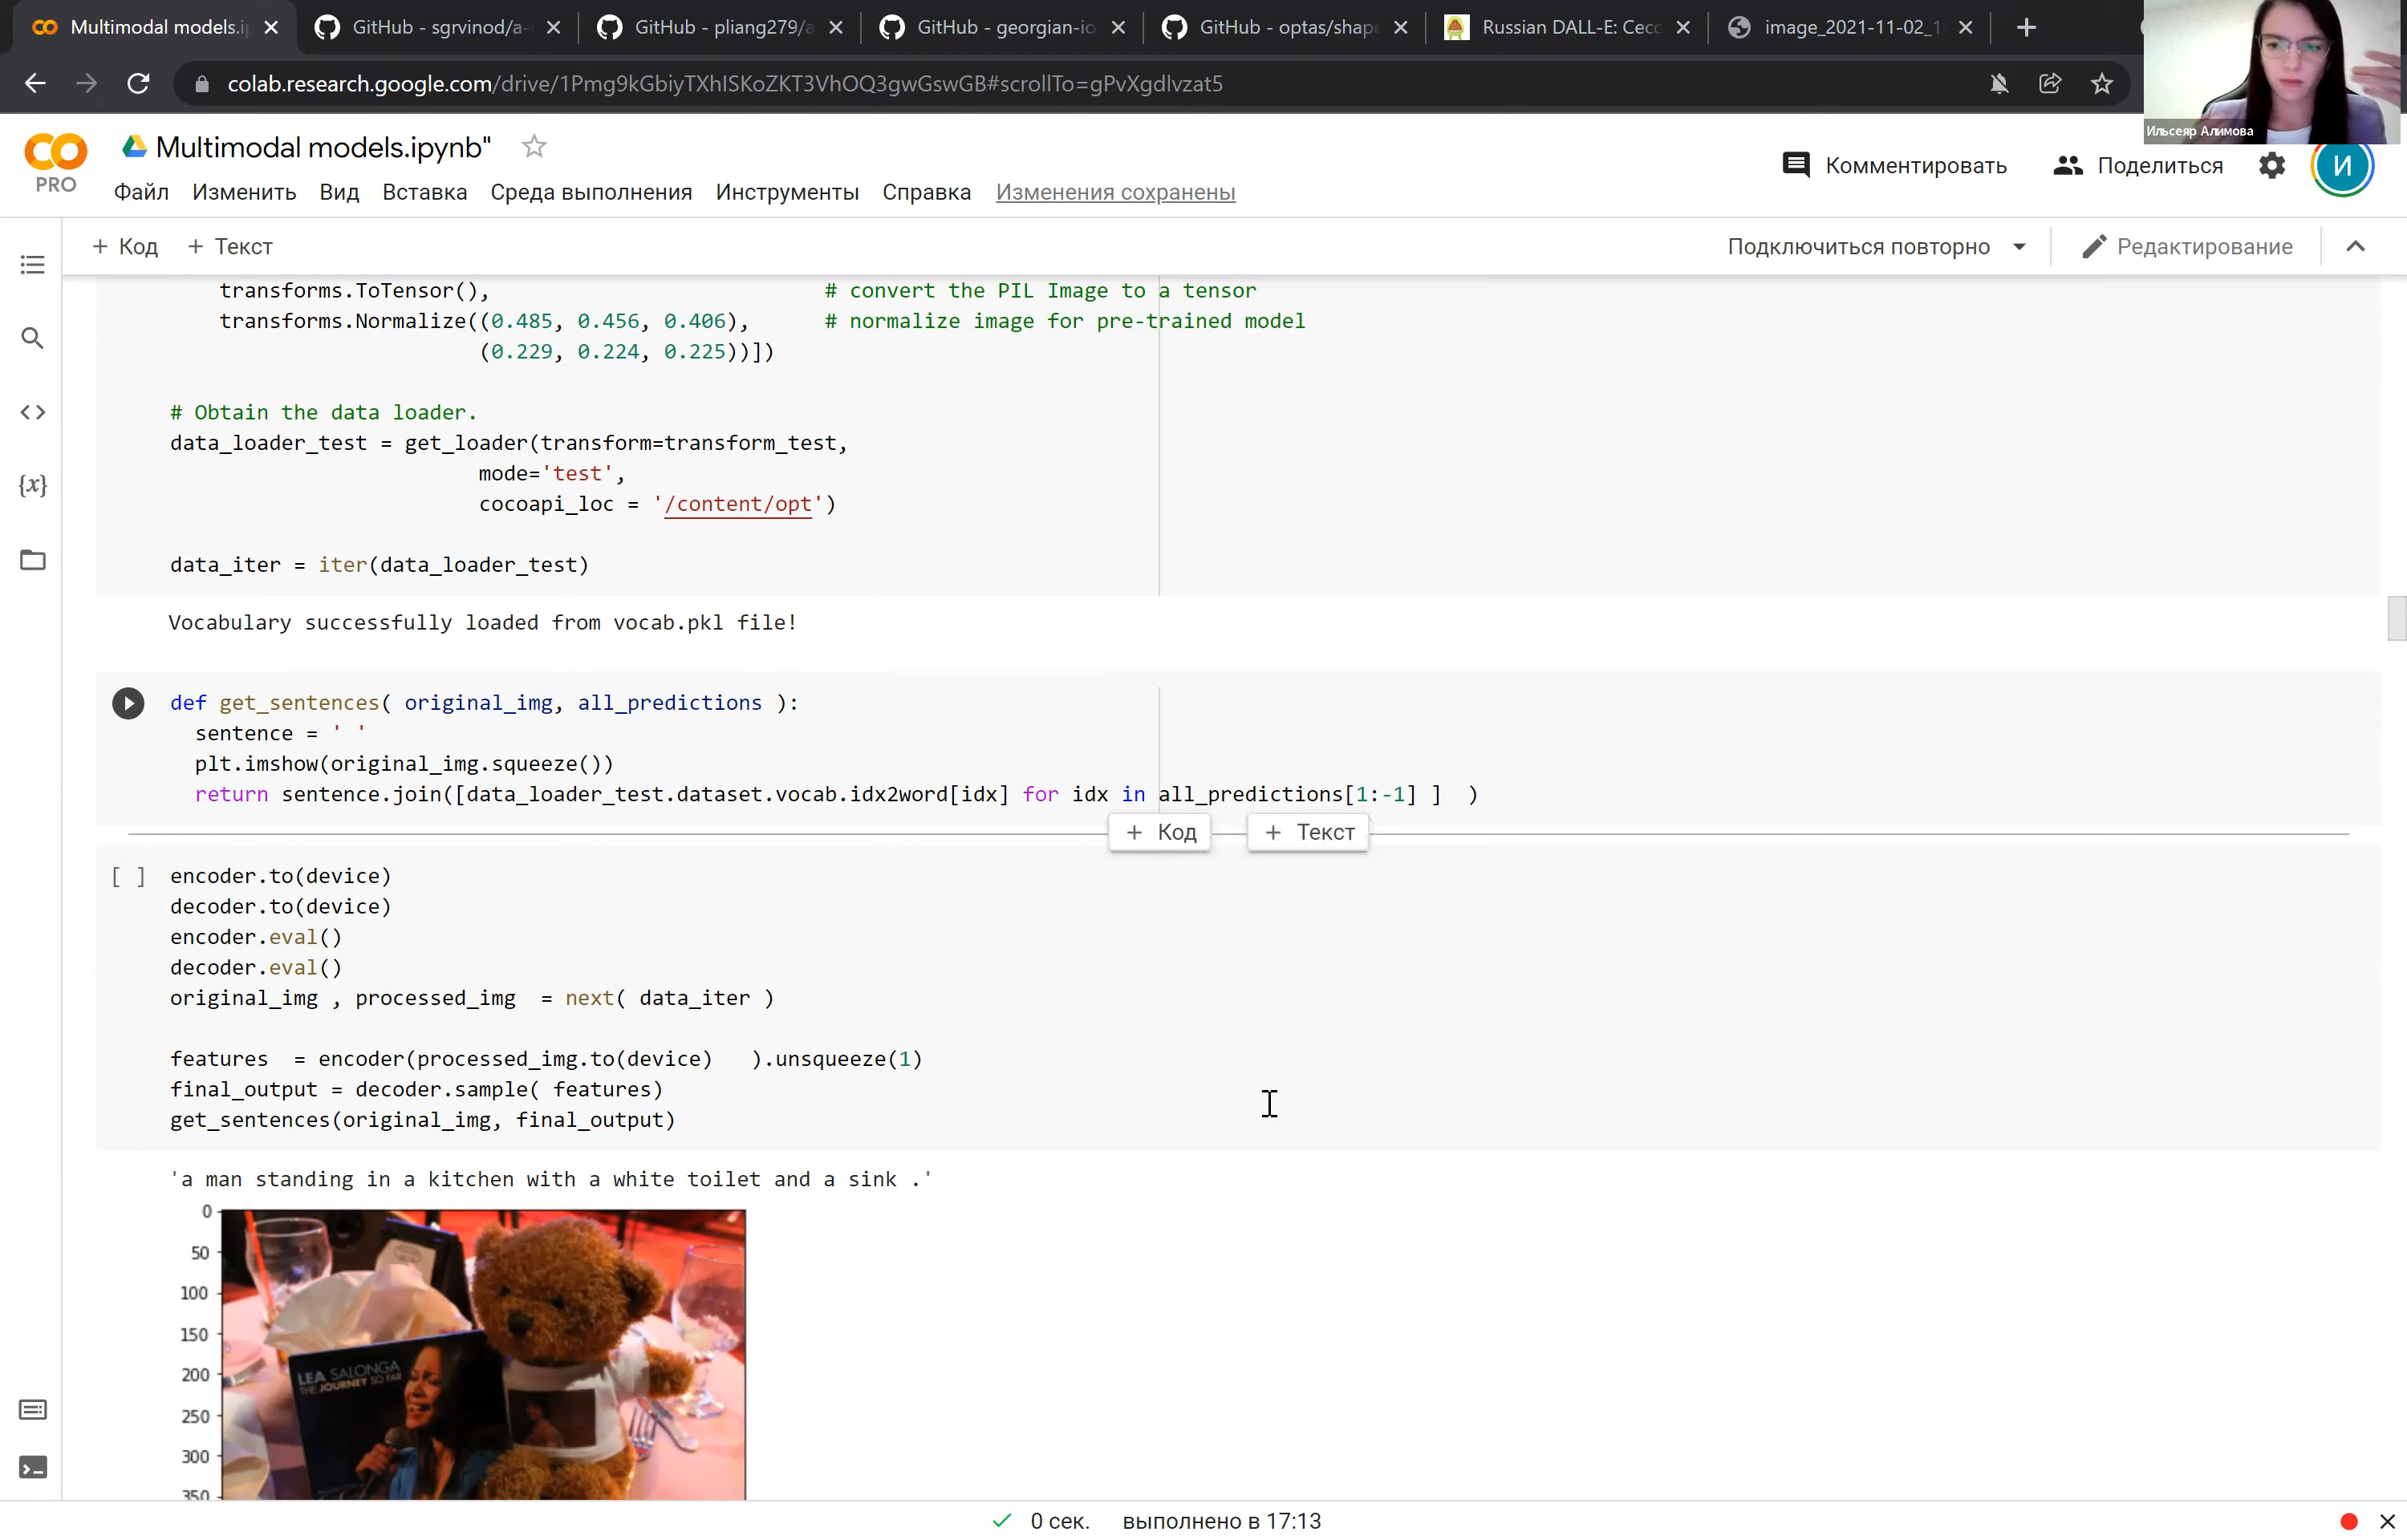 Multimodal models.i
GitHub - sgrvinod/a-
GitHub - pliang279/a
GitHub - georgian-io
GitHub - optas/shape
Russian DALL-E: Cecc
image_2021-11-02_1
colab.research.google.com/drive/1Pmg9kGbiyTXhISKoZKT3VhOQ3gwGswGB#scrollTo=gPvXgdlvzat5
Ильсеяр Алимова
PRO
Multimodal models.ipynb"
Комментировать
Поделиться
И
Файл Изменить Вид Вставка Среда выполнения Инструменты Справка Изменения сохранены
+ Код + Текст
Подключиться повторно
Редактирование
transforms.ToTensor(), # convert the PIL Image to a tensor
transforms.Normalize((0.485, 0.456, 0.406), # normalize image for pre-trained model
(0.229, 0.224, 0.225))])
# Obtain the data loader.
data_loader_test = get_loader(transform=transform_test,
mode='test',
cocoapi_loc = '/content/opt')
data_iter = iter(data_loader_test)
Vocabulary successfully loaded from vocab.pkl file!
def get_sentences( original_img, all_predictions ):
sentence = ' '
plt.imshow(original_img.squeeze())
return sentence.join([data_loader_test.dataset.vocab.idx2word[idx] for idx in all_predictions[1:-1] ] )
+ Код + Текст
[ ] encoder.to(device)
decoder.to(device)
encoder.eval()
decoder.eval()
original_img , processed_img = next( data_iter )
features = encoder(processed_img.to(device) ).unsqueeze(1)
final_output = decoder.sample( features)
get_sentences(original_img, final_output)
'a man standing in a kitchen with a white toilet and a sink .'
0
50
100
150
200
250
300
350
LEA SALONGA
THE JOURNEY SO FAR
0 сек. выполнено в 17:13